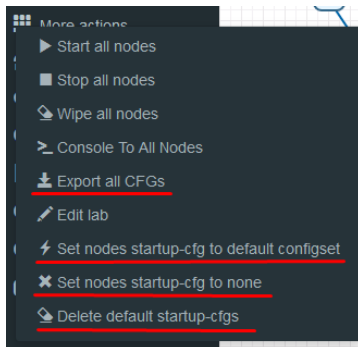 More actions
Start all nodes
Stop all nodes
Wipe all nodes
Console To All Nodes
Export all CFGs
Edit lab
Set nodes startup-cfg to default configset
Set nodes startup-cfg to none
Delete default startup-cfgs